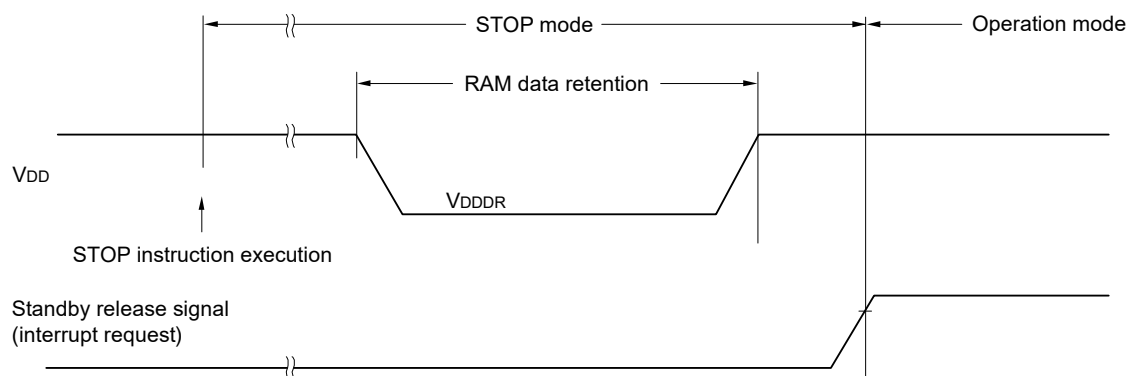 STOP mode
Operation mode
RAM data retention
VDD
VDDDR
STOP instruction execution
Standby release signal
(interrupt request)